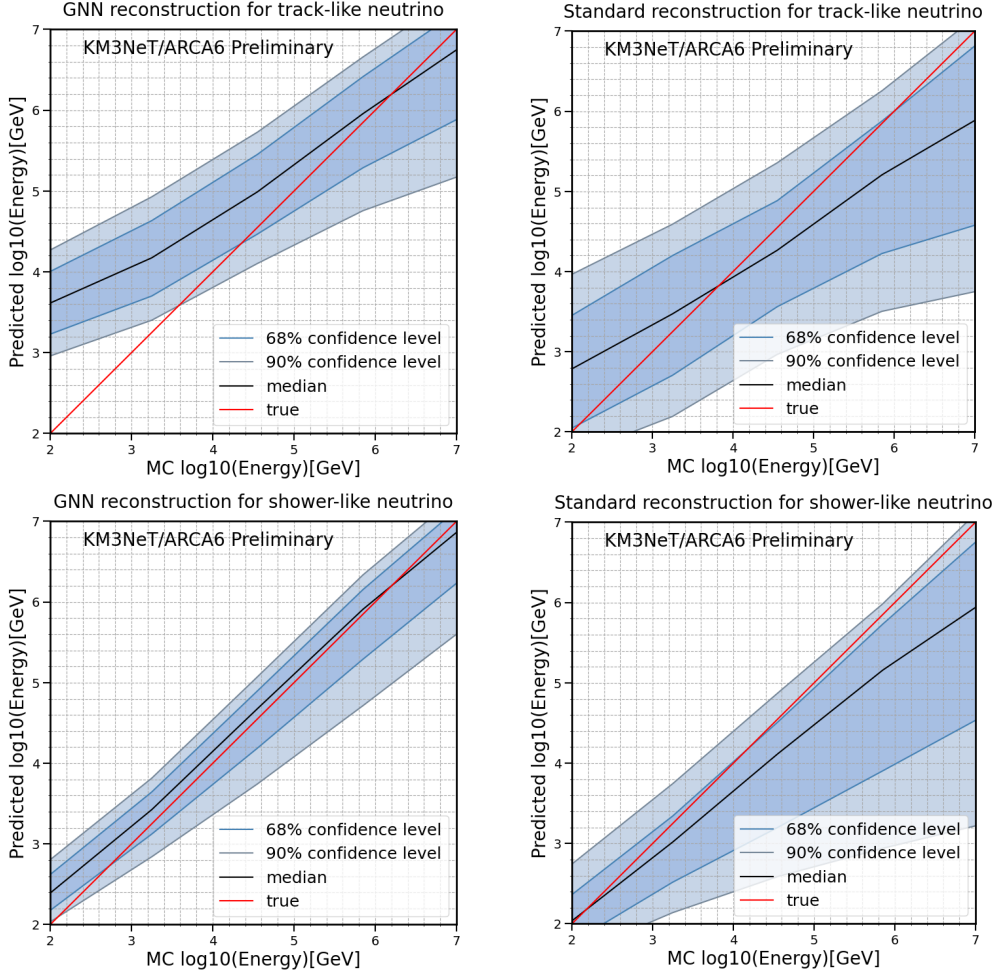 GNN reconstruction for track-like neutrino
KM3NeT/ARCA6 Preliminary
Predicted log10(Energy)[GeV]
7
6
5
4
3
2
68% confidence level
90% confidence level
median
true
2 3 4 5 6 7
MC log10(Energy)[GeV]
Standard reconstruction for track-like neutrino
KM3NeT/ARCA6 Preliminary
Predicted log10(Energy)[GeV]
7
6
5
4
3
2
68% confidence level
90% confidence level
median
true
2 3 4 5 6 7
MC log10(Energy)[GeV]
GNN reconstruction for shower-like neutrino
KM3NeT/ARCA6 Preliminary
Predicted log10(Energy)[GeV]
7
6
5
4
3
2
68% confidence level
90% confidence level
median
true
2 3 4 5 6 7
MC log10(Energy)[GeV]
Standard reconstruction for shower-like neutrino
KM3NeT/ARCA6 Preliminary
Predicted log10(Energy)[GeV]
7
6
5
4
3
2
68% confidence level
90% confidence level
median
true
2 3 4 5 6 7
MC log10(Energy)[GeV]